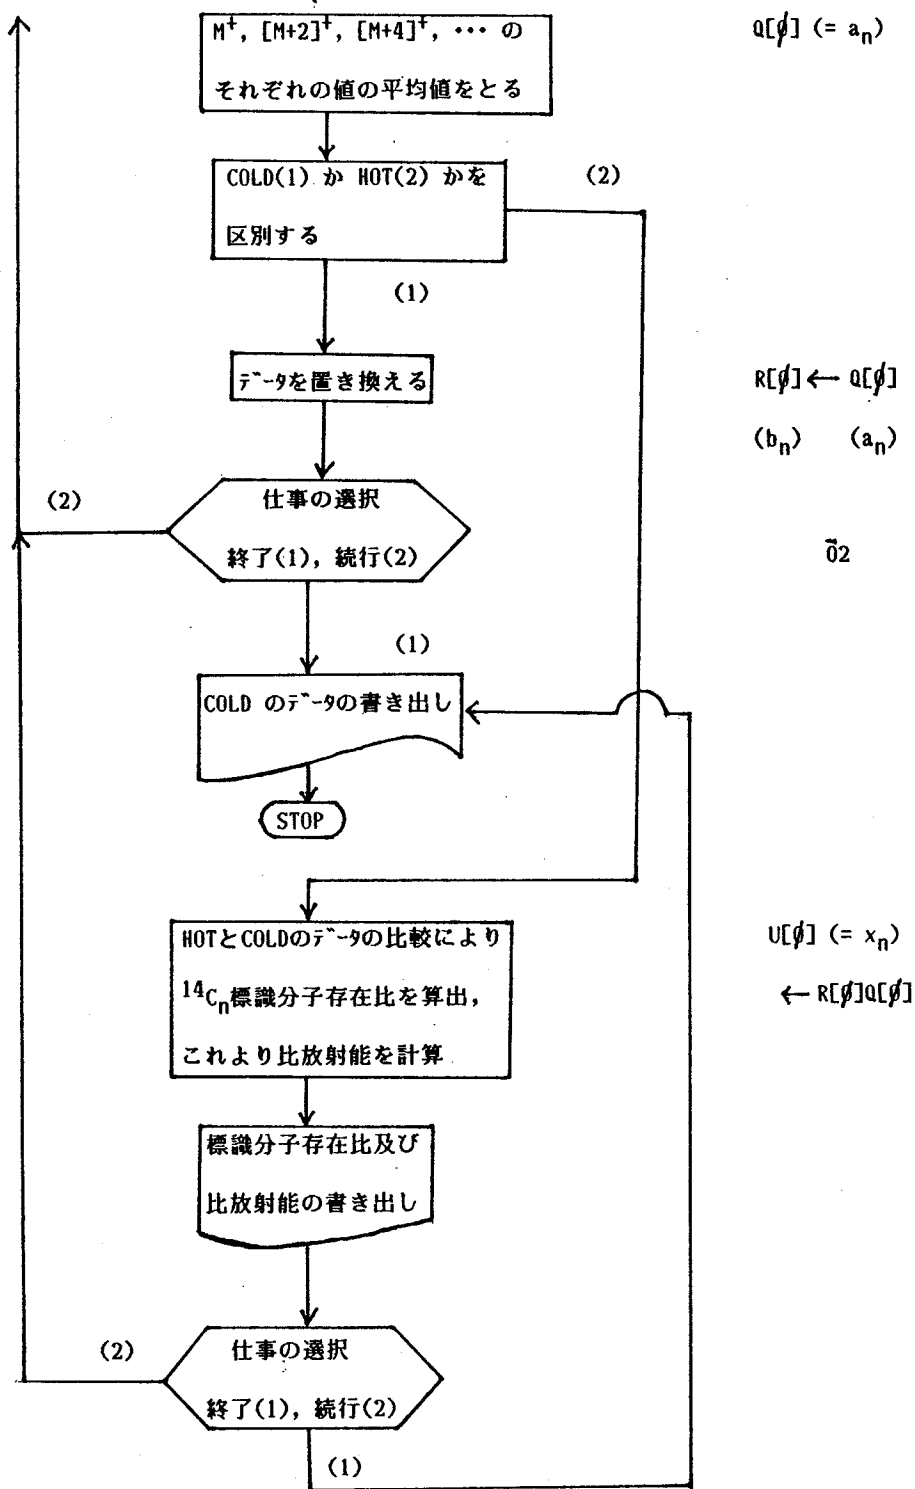 M⁺, [M+2]⁺, [M+4]⁺, ··· の
Q[φ] (= aₙ)
それぞれの値の平均値をとる
COLD(1) か HOT(2) かを
(2)
区別する
(1)
データを置き換える
R[φ] ← Q[φ]
(bₙ) (aₙ)
(2)
仕事の選択
終了(1), 続行(2)
(1)
COLD のデータの書き出し
STOP
HOTとCOLDのデータの比較により
U[φ] (= xₙ)
¹⁴Cₙ標識分子存在比を算出,
← R[φ]Q[φ]
これより比放射能を計算
標識分子存在比及び
比放射能の書き出し
(2)
仕事の選択
終了(1), 続行(2)
(1)